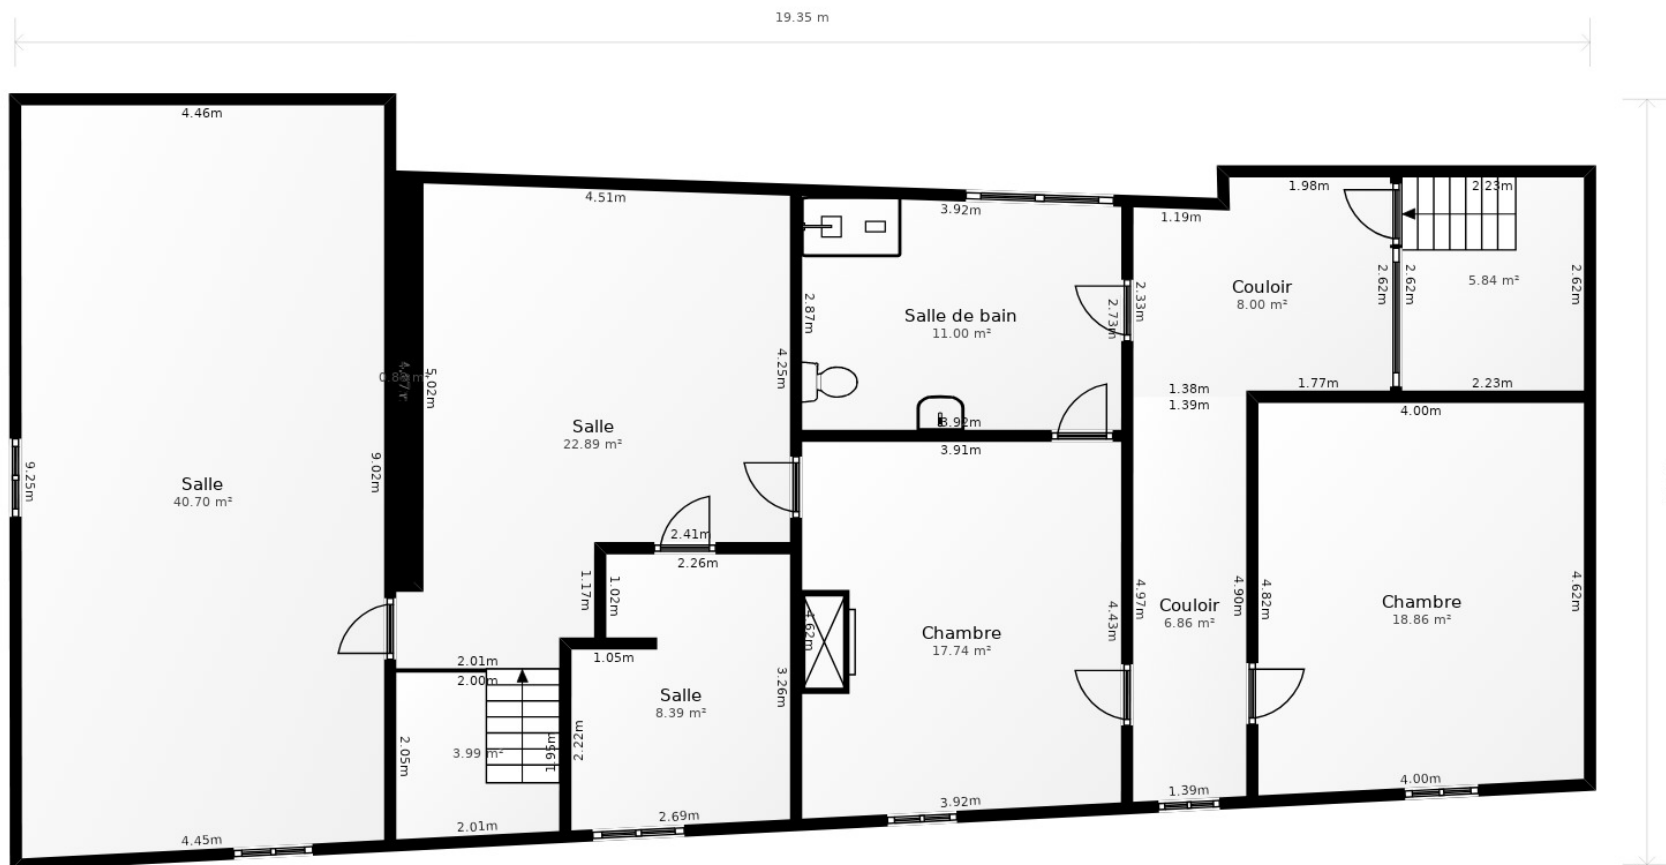 19.35 m
4.46m
4.51m
3.92m
1.19m
1.98m
2.23m
2.87m
4.25m
2.73m
2.33m
2.62m
2.62m
2.62m
Couloir
8.00 m²
5.84 m²
Salle de bain
11.00 m²
5.02m
1.38m
1.39m
1.77m
2.23m
4.00m
3.92m
3.91m
Salle
22.89 m²
9.25m
Salle
40.70 m²
9.02m
2.41m
2.26m
1.17m
1.02m
4.62m
4.43m
4.97m
Couloir
6.86 m²
4.90m
4.82m
Chambre
18.86 m²
4.62m
Chambre
17.74 m²
1.05m
2.01m
2.00m
Salle
8.39 m²
3.26m
2.05m
3.99 m²
1.95m
2.22m
2.01m
2.69m
4.45m
3.92m
1.39m
4.00m